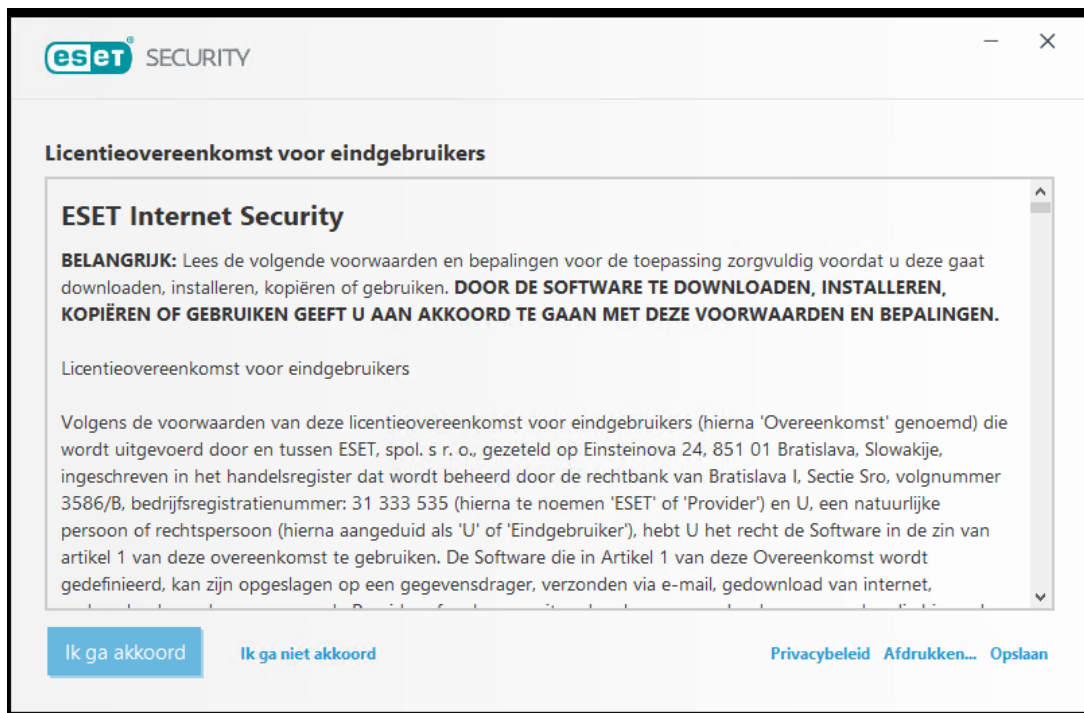 eset® SECURITY
Licentieovereenkomst voor eindgebruikers
ESET Internet Security
BELANGRIJK: Lees de volgende voorwaarden en bepalingen voor de toepassing zorgvuldig voordat u deze gaat
downloaden, installeren, kopiëren of gebruiken. DOOR DE SOFTWARE TE DOWNLOADEN, INSTALLEREN,
KOPIËREN OF GEBRUIKEN GEEFT U AAN AKKOORD TE GAAN MET DEZE VOORWAARDEN EN BEPALINGEN.
Licentieovereenkomst voor eindgebruikers
Volgens de voorwaarden van deze licentieovereenkomst voor eindgebruikers (hierna 'Overeenkomst' genoemd) die
wordt uitgevoerd door en tussen ESET, spol. s r. o., gezeteld op Einsteinova 24, 851 01 Bratislava, Slowakije,
ingeschreven in het handelsregister dat wordt beheerd door de rechtbank van Bratislava I, Sectie Sro, volgnummer
3586/B, bedrijfsregistratienummer: 31 333 535 (hierna te noemen 'ESET' of 'Provider') en U, een natuurlijke
persoon of rechtspersoon (hierna aangeduid als 'U' of 'Eindgebruiker'), hebt U het recht de Software in de zin van
artikel 1 van deze overeenkomst te gebruiken. De Software die in Artikel 1 van deze Overeenkomst wordt
gedefinieerd, kan zijn opgeslagen op een gegevensdrager, verzonden via e-mail, gedownload van internet,
Ik ga akkoord Ik ga niet akkoord Privacybeleid Afdrukken... Opslaan